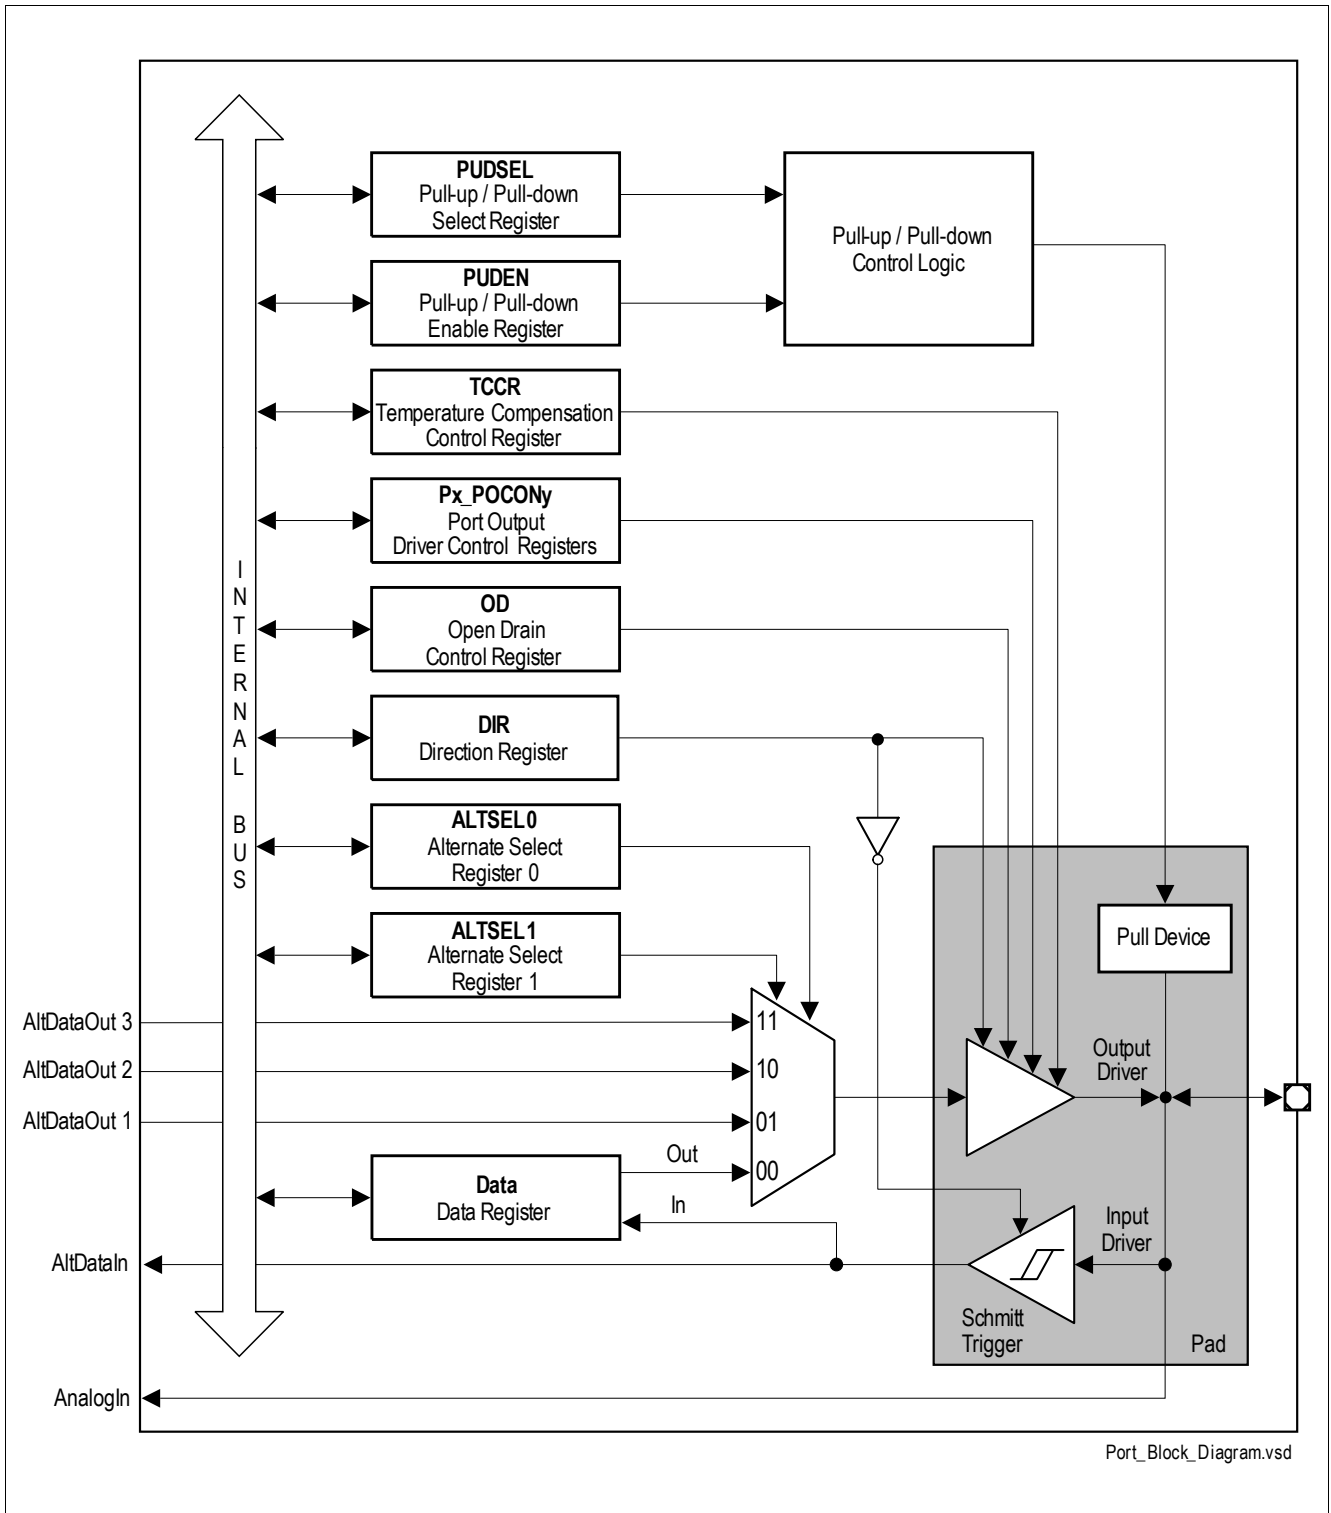 PUDSEL
Pull-up / Pull-down
Select Register
Pull-up / Pull-down
Control Logic
PUDEN
Pull-up / Pull-down
Enable Register
TCCR
Temperature Compensation
Control Register
Px_POCONy
Port Output
Driver Control Registers
INTERNAL BUS
OD
Open Drain
Control Register
DIR
Direction Register
ALTSEL0
Alternate Select
Register 0
ALTSEL1
Alternate Select
Register 1
Pull Device
AltDataOut 3
11
AltDataOut 2
10
AltDataOut 1
01
Output
Driver
Out
00
Data
Data Register
In
Input
Driver
AltDataIn
Schmitt
Trigger
Pad
AnalogIn
Port_Block_Diagram.vsd